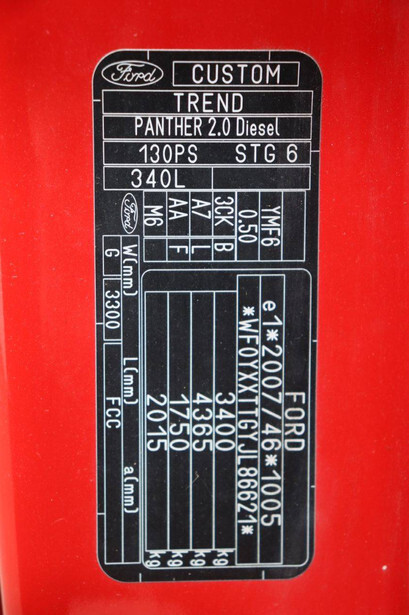 Ford CUSTOM
TREND
PANTHER 2.0 Diesel
130PS STG 6
340L
YMF6
0.50
3CK B
A7 L
AA F
M6
Ford
FORD
e1*2007/46*1005
*WF0YXXTTGYJL86621*
3400 kg
4365 kg
1750 kg
2015 kg
W(mm) L(mm) a(mm)
G 3300 FCC